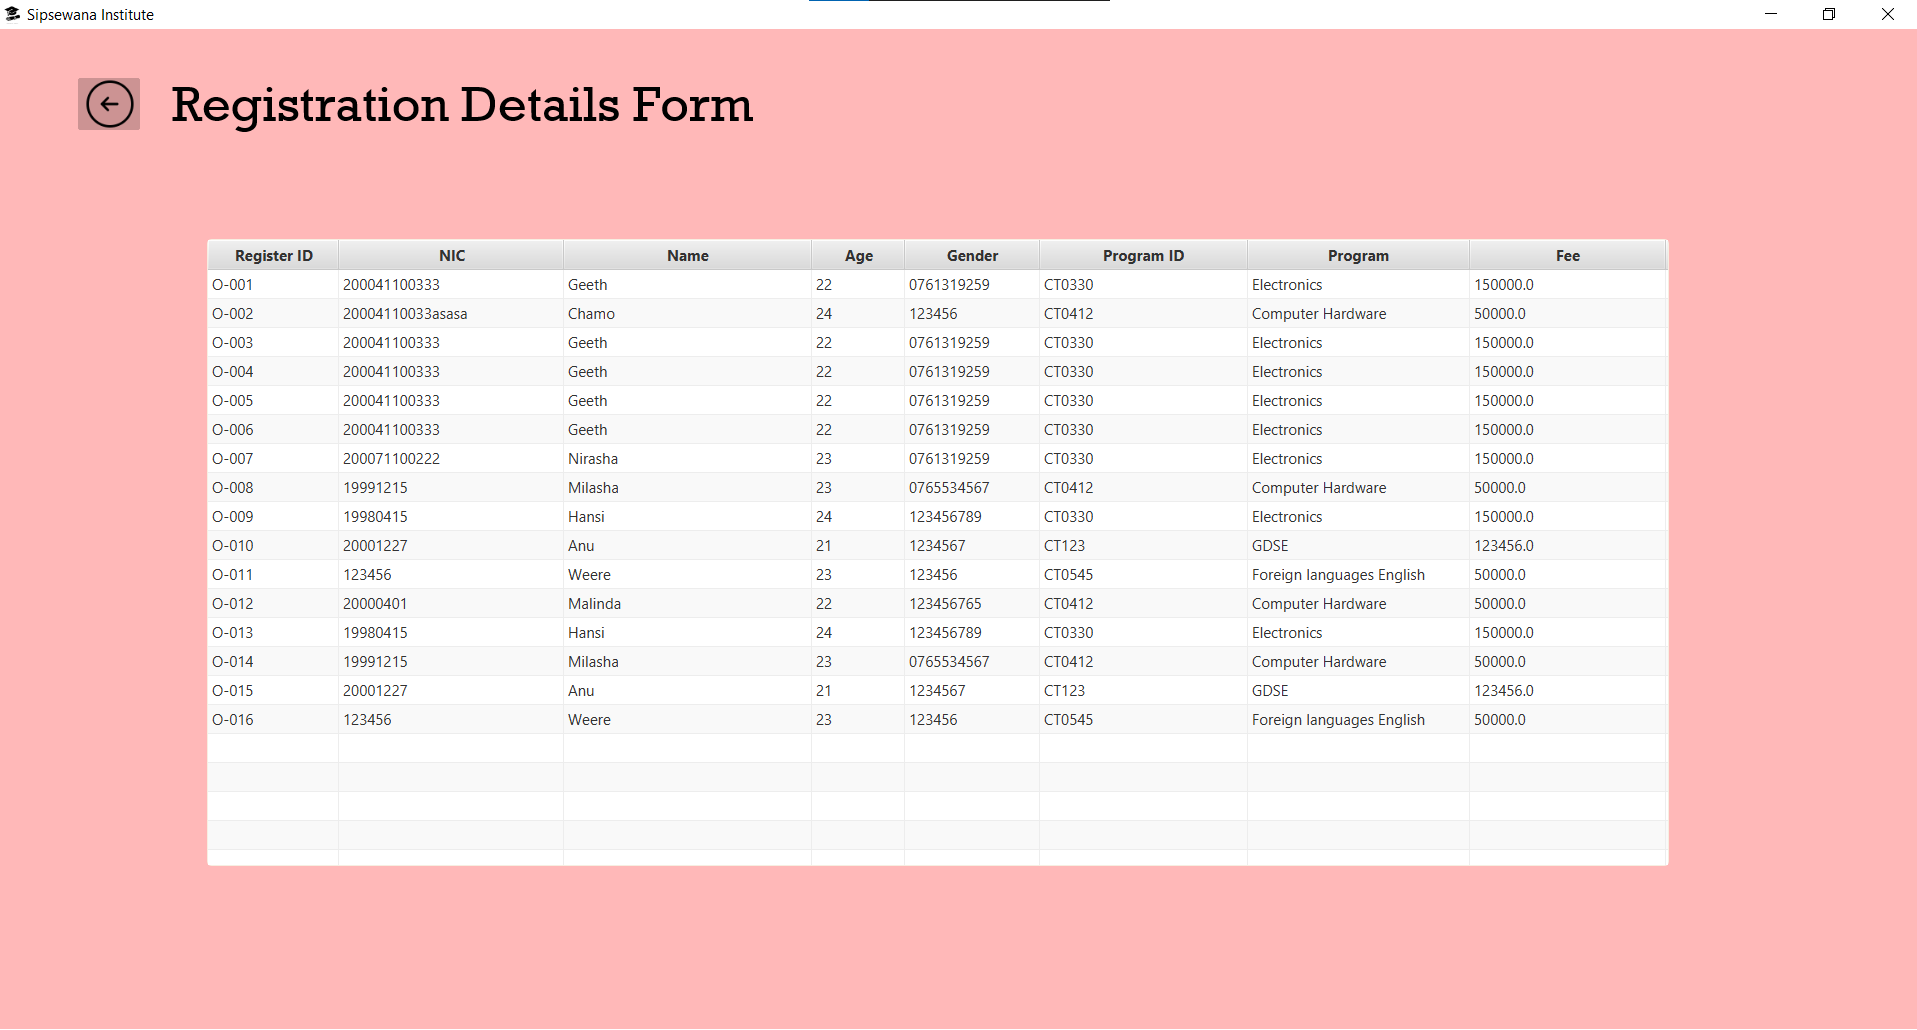 Sipsewana Institute
Registration Details Form
Register ID NIC Name Age Gender Program ID Program Fee
O-001 200041100333 Geeth 22 0761319259 CT0330 Electronics 150000.0
O-002 20004110033asasa Chamo 24 123456 CT0412 Computer Hardware 50000.0
O-003 200041100333 Geeth 22 0761319259 CT0330 Electronics 150000.0
O-004 200041100333 Geeth 22 0761319259 CT0330 Electronics 150000.0
O-005 200041100333 Geeth 22 0761319259 CT0330 Electronics 150000.0
O-006 200041100333 Geeth 22 0761319259 CT0330 Electronics 150000.0
O-007 200071100222 Nirasha 23 0761319259 CT0330 Electronics 150000.0
O-008 19991215 Milasha 23 0765534567 CT0412 Computer Hardware 50000.0
O-009 19980415 Hansi 24 123456789 CT0330 Electronics 150000.0
O-010 20001227 Anu 21 1234567 CT123 GDSE 123456.0
O-011 123456 Weere 23 123456 CT0545 Foreign languages English 50000.0
O-012 20000401 Malinda 22 123456765 CT0412 Computer Hardware 50000.0
O-013 19980415 Hansi 24 123456789 CT0330 Electronics 150000.0
O-014 19991215 Milasha 23 0765534567 CT0412 Computer Hardware 50000.0
O-015 20001227 Anu 21 1234567 CT123 GDSE 123456.0
O-016 123456 Weere 23 123456 CT0545 Foreign languages English 50000.0